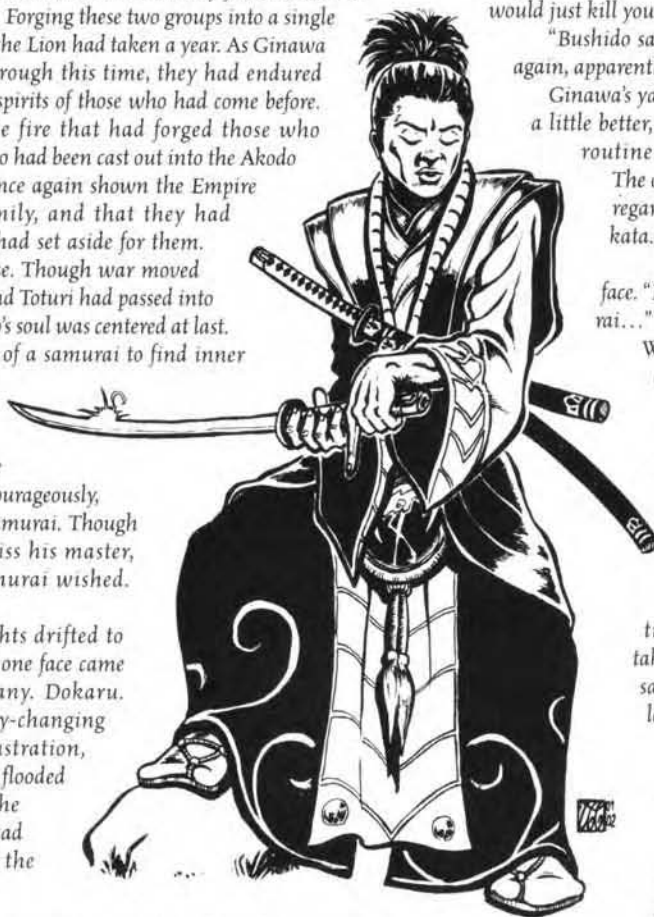 Forging these two groups into a single
he Lion had taken a year. As Ginawa
rough this time, they had endured
spirits of those who had come before.
e fire that had forged those who
o had been cast out into the Akodo
nce again shown the Empire
nily, and that they had
had set aside for them.
e. Though war moved
nd Toturi had passed into
o's soul was centered at last.
of a samurai to find inner
ourageously,
murai. Though
iss his master,
murai wished.
hts drifted to
one face came
any. Dokaru.
y-changing
stration,
flooded
he
ad
the
would just kill you
"Bushido sa
again, apparent
Ginawa's ya
a little better,
routine
The
regar
kata.
face. "
rai…"
W
t
tak
sa
l